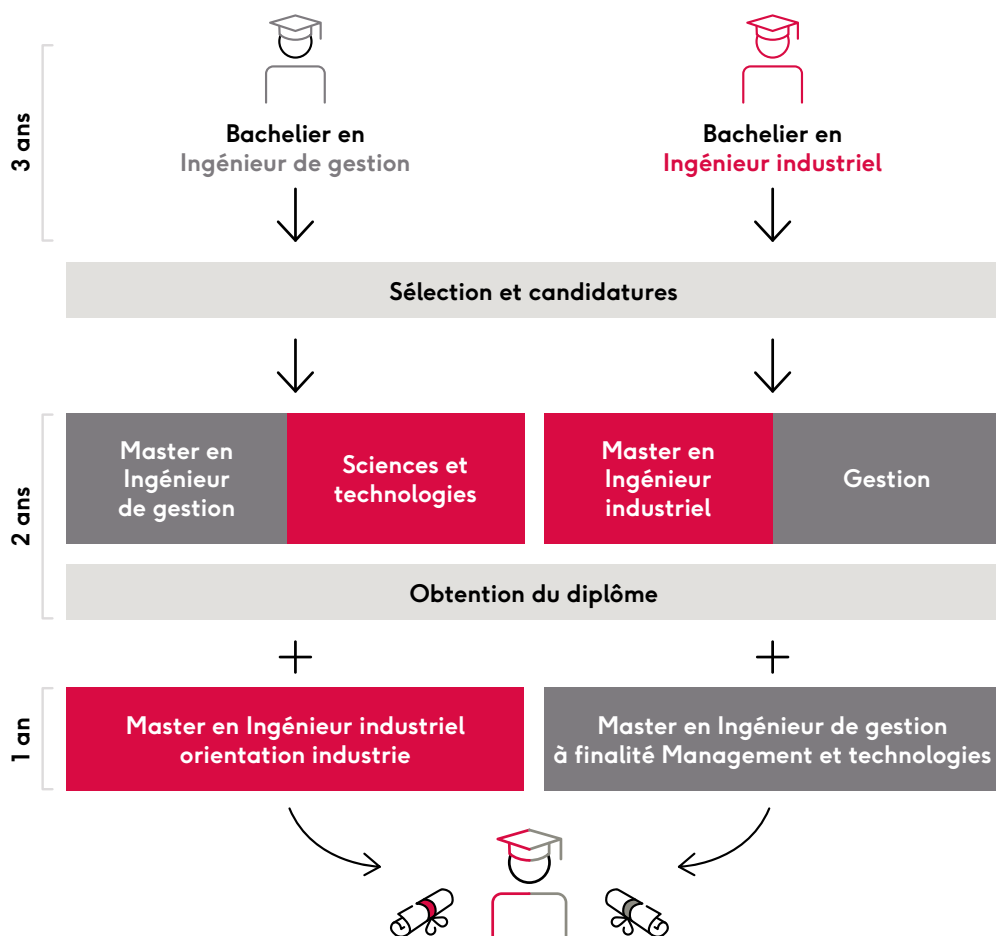 3 ans
Bachelier en
Ingénieur de gestion
Bachelier en
Ingénieur industriel
Sélection et candidatures
2 ans
Master en
Ingénieur
de gestion
Sciences et
technologies
Master en
Ingénieur
industriel
Gestion
Obtention du diplôme
1 an
Master en Ingénieur industriel
orientation industrie
Master en Ingénieur de gestion
à finalité Management et technologies